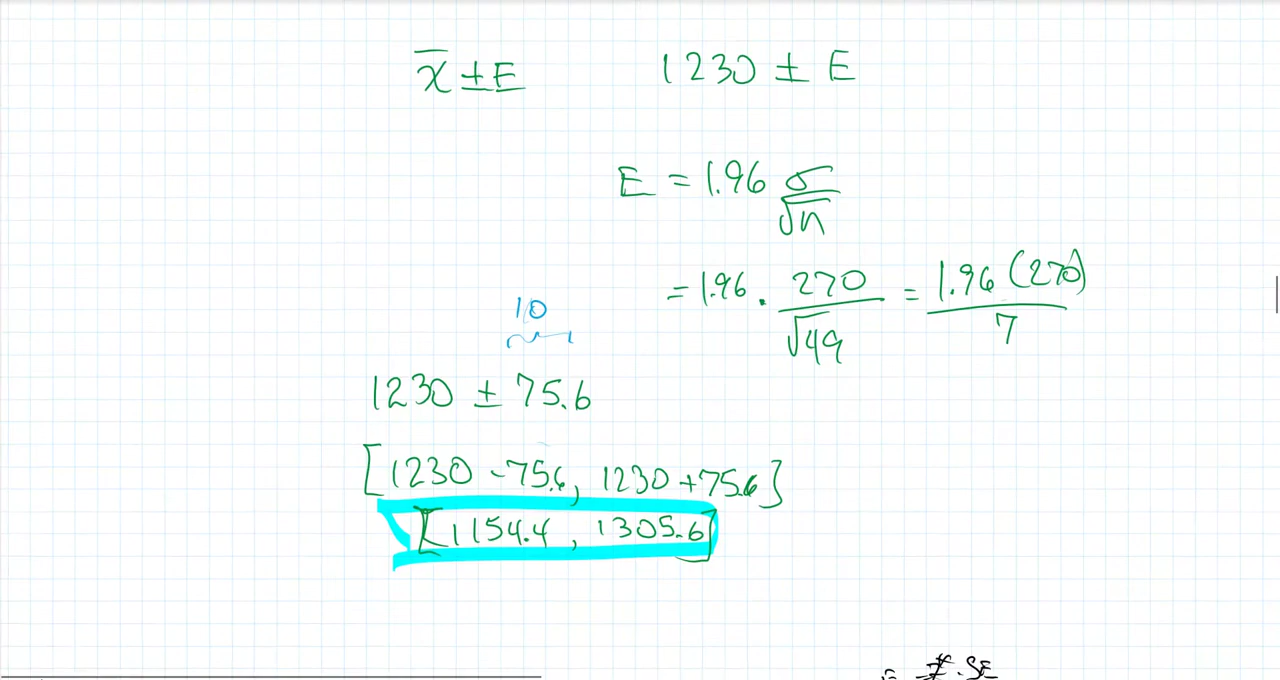 x̄ ± E 1230 ± E
E = 1.96 σ/√n
= 1.96 · 270/√49 = 1.96 (270)/7
10
1230 ± 75.6
[1230 - 75.6, 1230 + 75.6]
[1154.4, 1305.6]
. SE